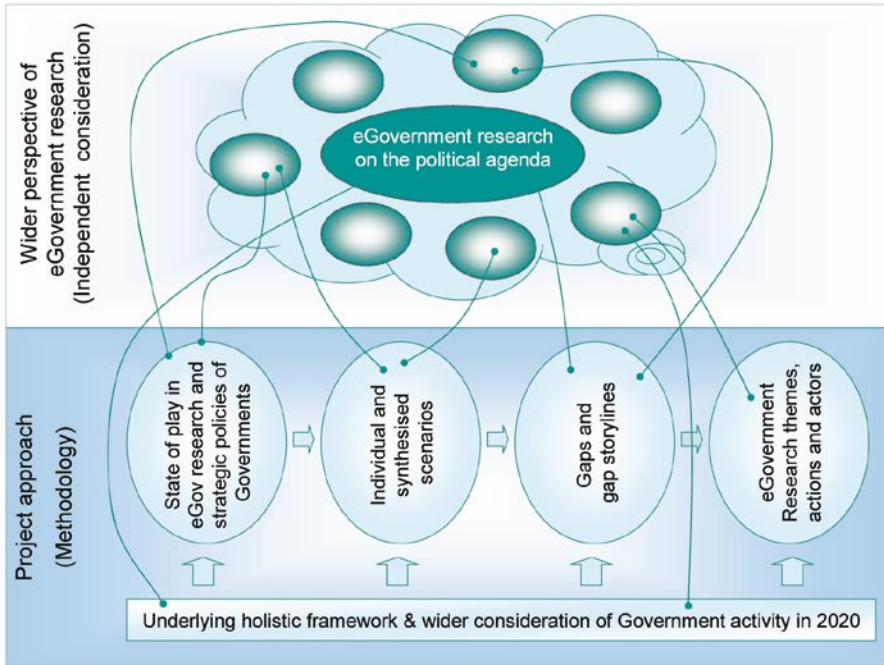 Wider perspective of
eGovernment research
(Independent consideration)
eGovernment research
on the political agenda
Project approach
(Methodology)
State of play in
eGov research and
strategic policies of
Governments
Individual and
synthesised
scenarios
Gaps and
gap storylines
eGovernment
Research themes,
actions and actors
Underlying holistic framework & wider consideration of Government activity in 2020